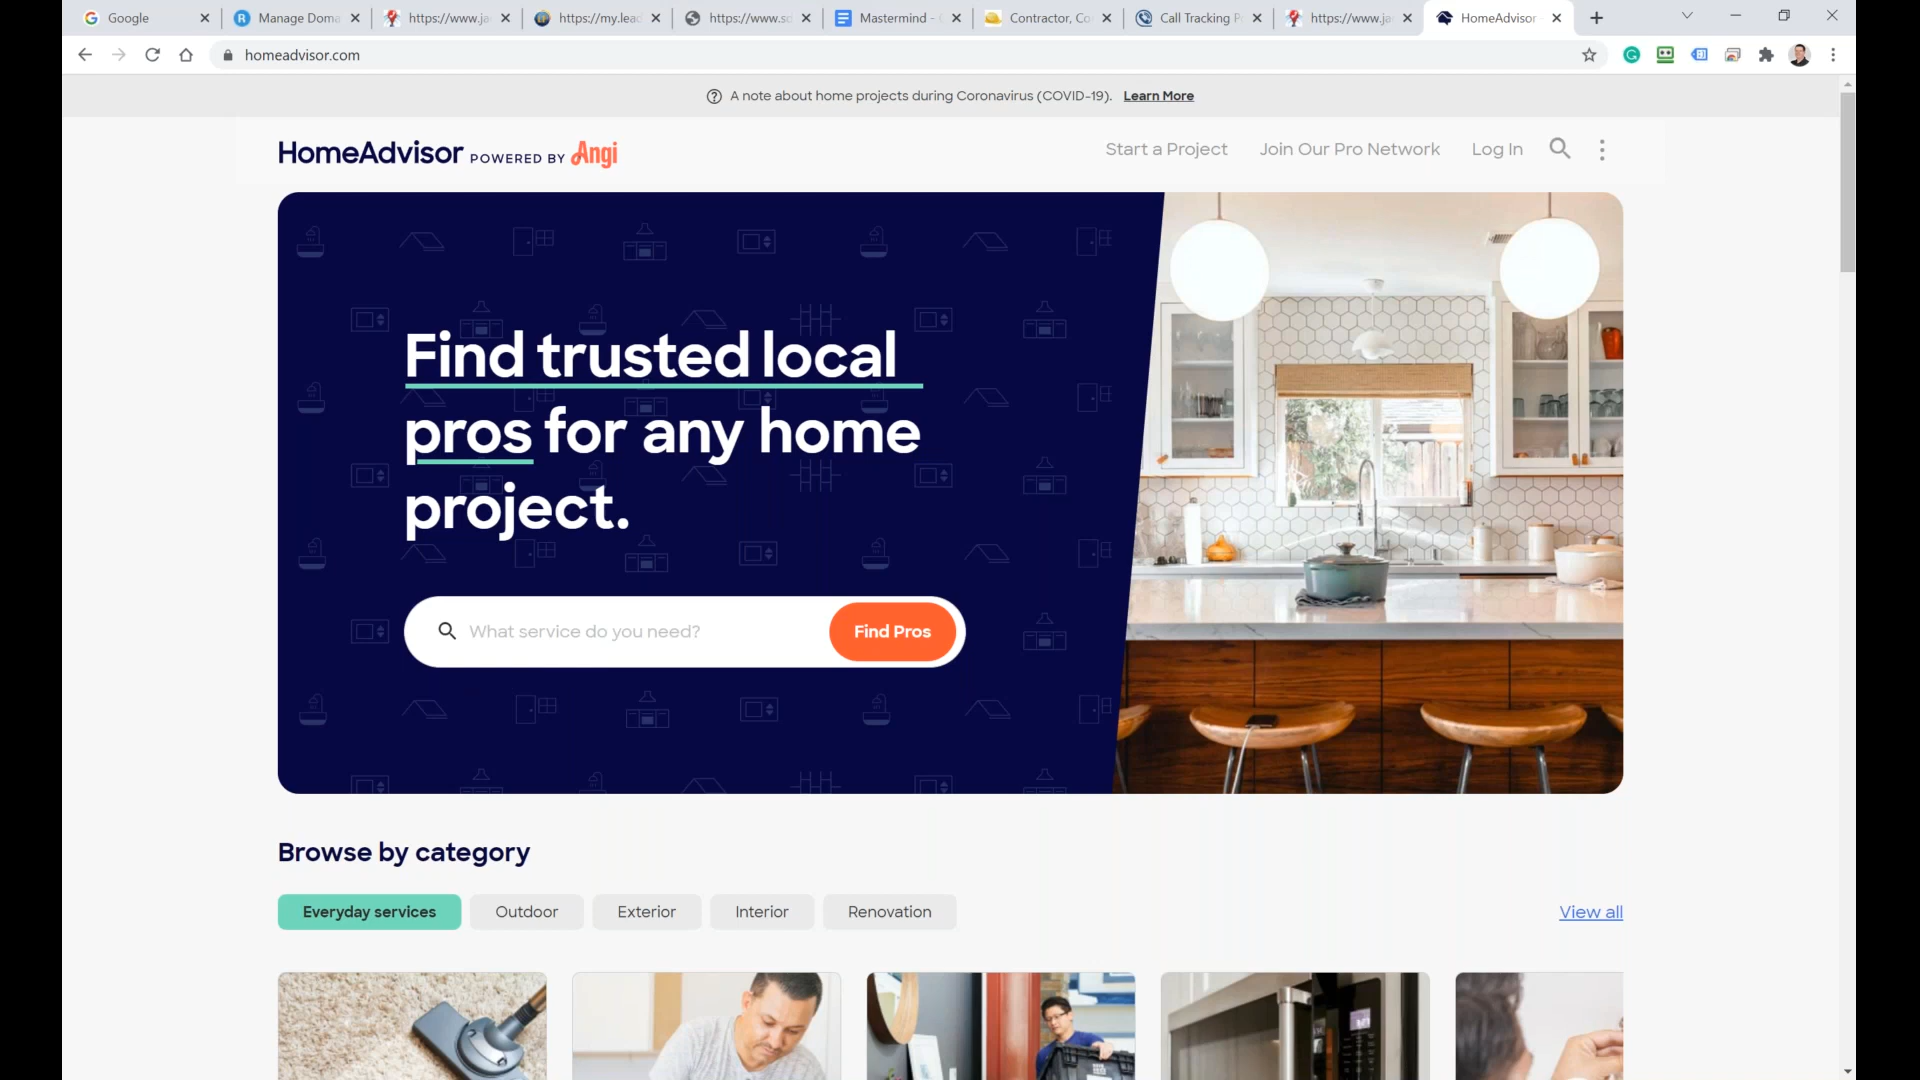 Google
Manage Doma
https://www.ja
https://my.lead
https://www.sc
Mastermind -
Contractor, Co
Call Tracking P
https://www.ja
HomeAdvisor
homeadvisor.com
A note about home projects during Coronavirus (COVID-19). Learn More
HomeAdvisor POWERED BY Angi
Start a Project
Join Our Pro Network
Log In
Find trusted local
pros for any home
project.
What service do you need?
Find Pros
Browse by category
Everyday services
Outdoor
Exterior
Interior
Renovation
View all